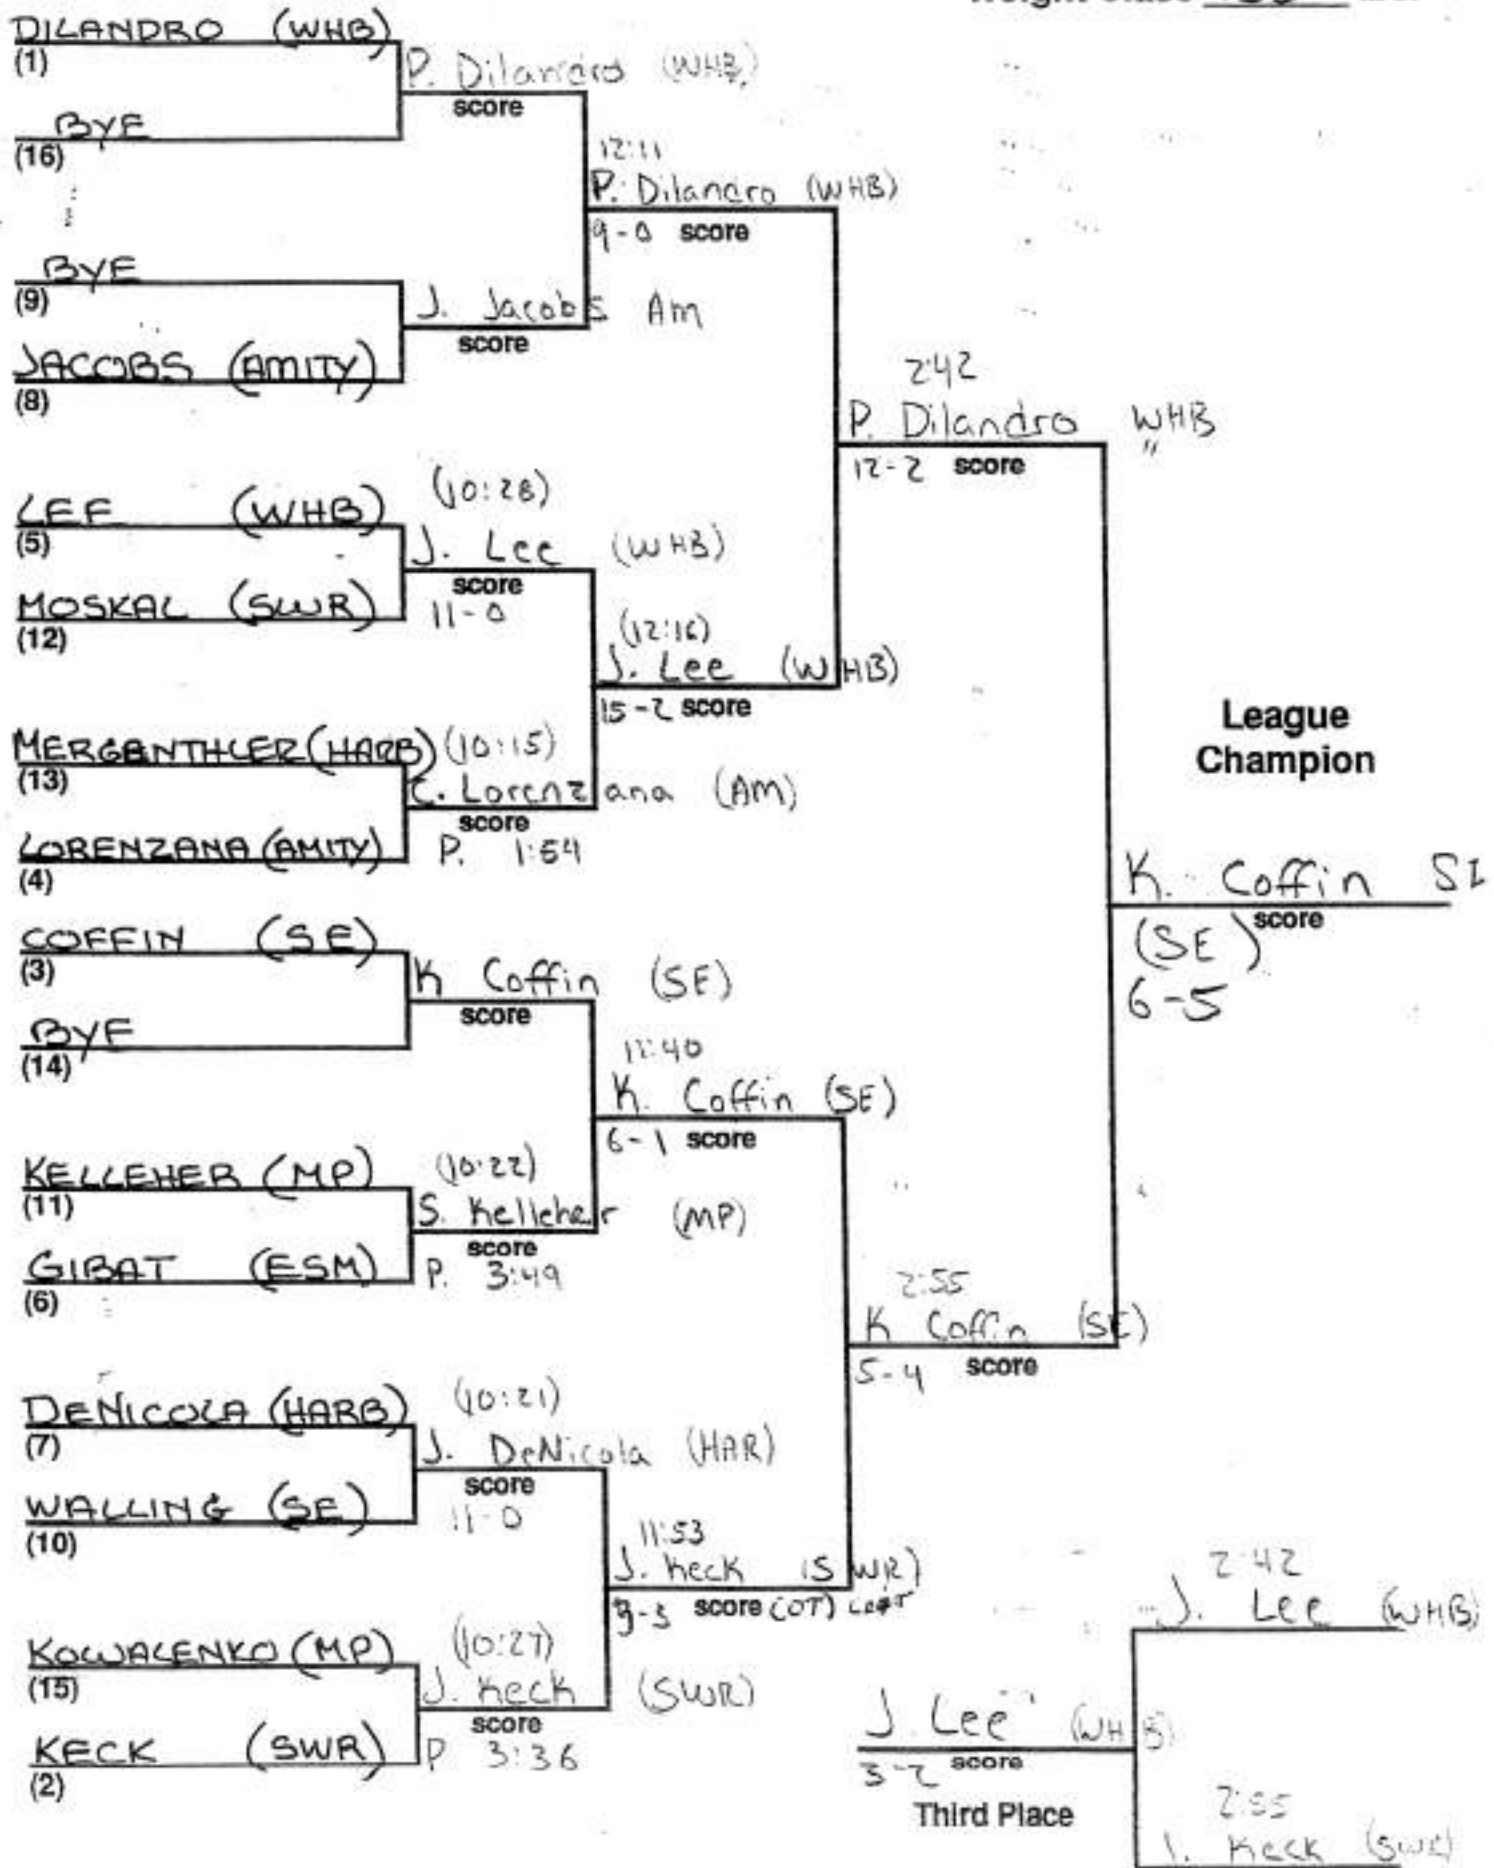 Weight Class lbs.
DILANDRO (WHB)
(1)
P. Dilandro (WHB)
score
BYE
(16)
12:11
P. Dilandro (WHB)
9-0 score
BYE
(9)
J. Jacobs Am
score
JACOBS (AMITY)
(8)
2:42
P. Dilandro WHB
12-2 score
LEE (WHB)
(5)
(10:28)
J. Lee (WHB)
score
11-0
MOSKAL (SWR)
(12)
(12:16)
J. Lee (WHB)
15-2 score
MERGENTHLER (HARB)
(13)
(10:15)
C. Lorenzana (AM)
score
P. 1:54
LORENZANA (AMITY)
(4)
League
Champion
K. Coffin
score
(SE)
6-5
COFFIN (SE)
(3)
K Coffin (SE)
score
BYE
(14)
K. Coffin (SE)
6-1 score
KELLEHER (MP)
(11)
(10:22)
S. Kelleher (MP)
score
P. 3:49
GIBAT (ESM)
(6)
2:55
K Coffin (SE)
5-4 score
DENICOLA (HARB)
(7)
(10:21)
J. DeNicola (HAR)
score
11-0
WALLING (SE)
(10)
11:53
J. Keck (SWR)
score (OT)
KOWALENKO (MP)
(15)
(10:27)
J. Keck (SWR)
score
P 3:36
KECK (SWR)
(2)
2:42
J. Lee (WHB)
J Lee (WHB)
3-2 score
Third Place
2:55
Keck (SWR)